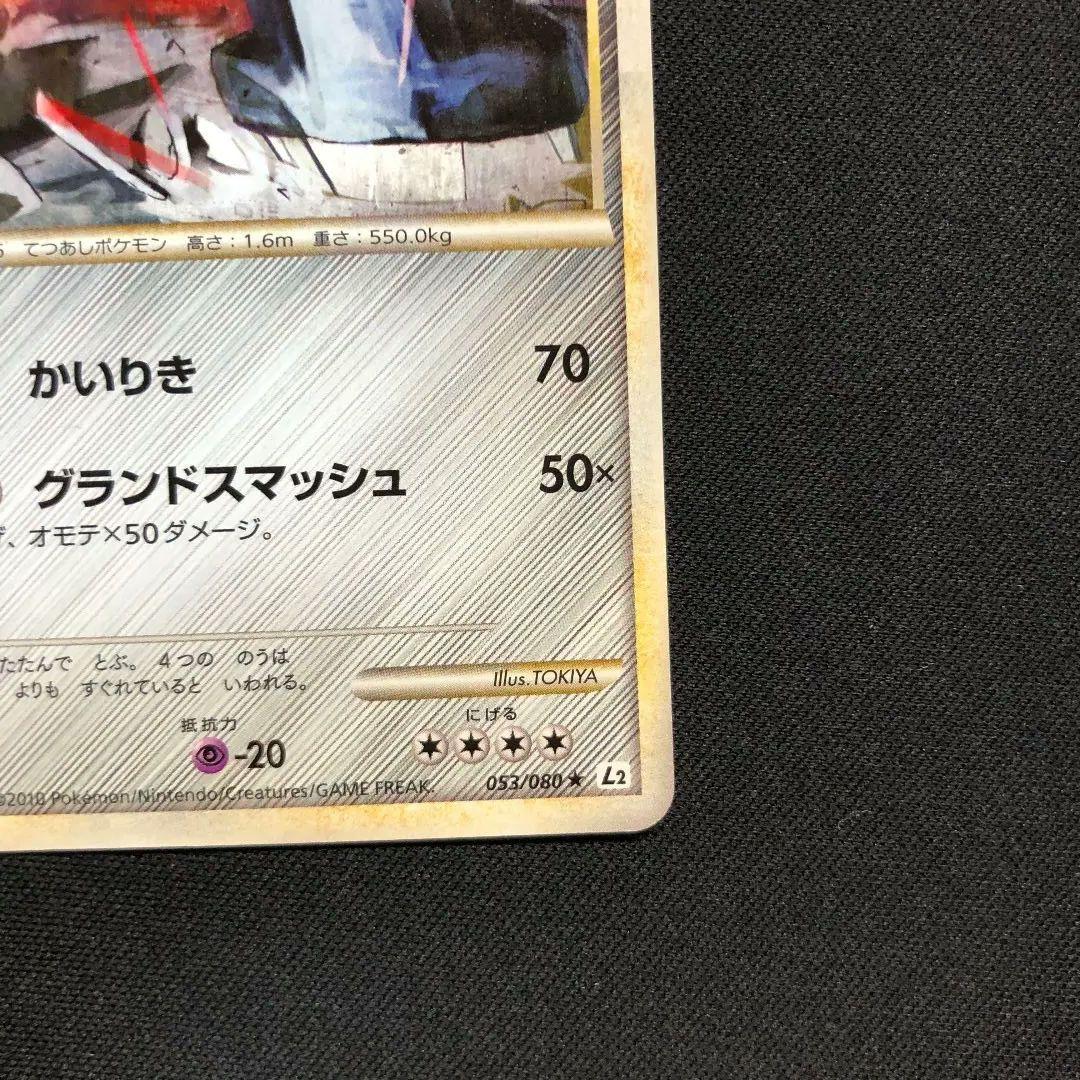 てつあしポケモン 高さ：1.6m 重さ：550.0kg
かいりき 70
グランドスマッシュ 50×
、オモテ×50ダメージ。
たたんで とぶ。 4つの のうは
よりも すぐれていると いわれる。
Illus.TOKIYA
抵抗力
にげる
-20
©2010 Pokémon/Nintendo/Creatures/GAME FREAK.
053/080 ★ L2